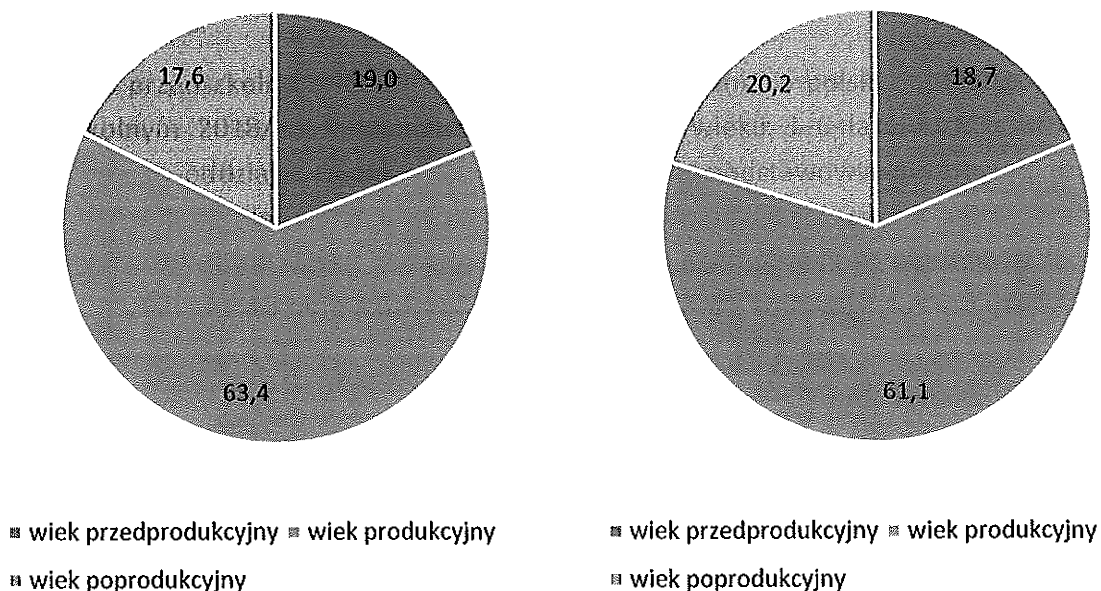 17,6
19,0
63,4
■ wiek przedprodukcyjny ■ wiek produkcyjny
■ wiek poprodukcyjny
20,2
18,7
61,1
■ wiek przedprodukcyjny ■ wiek produkcyjny
■ wiek poprodukcyjny